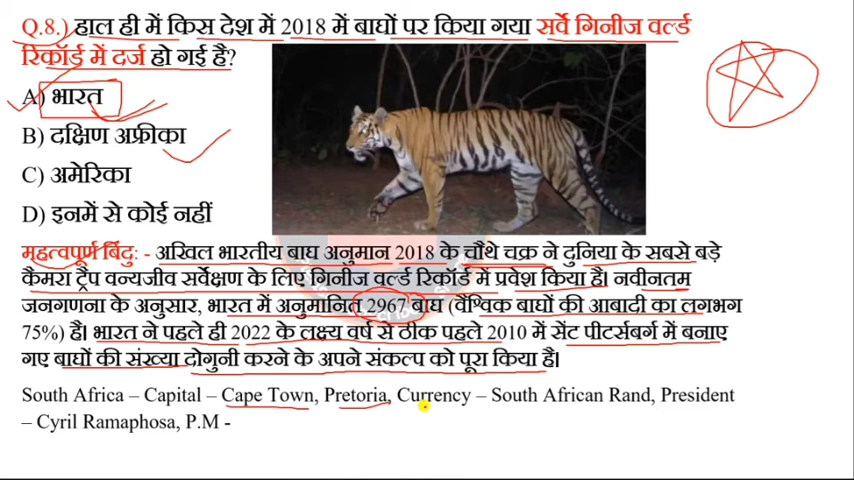 Q.8.) हाल ही में किस देश में 2018 में बाघों पर किया गया सर्वे गिनीज वर्ल्ड
रिकॉर्ड में दर्ज हो गई है?
A) भारत
B) दक्षिण अफ्रीका
C) अमेरिका
D) इनमें से कोई नहीं
महत्वपूर्ण बिंदुः - अखिल भारतीय बाघ अनुमान 2018 के चौथे चक्र ने दुनिया के सबसे बड़े
कैमरा ट्रैप वन्यजीव सर्वेक्षण के लिए गिनीज वर्ल्ड रिकॉर्ड में प्रवेश किया है। नवीनतम
जनगणना के अनुसार, भारत में अनुमानित 2967 बाघ (वैश्विक बाघों की आबादी का लगभग
75%) है। भारत ने पहले ही 2022 के लक्ष्य वर्ष से ठीक पहले 2010 में सेंट पीटर्सबर्ग में बनाए
गए बाघों की संख्या दोगुनी करने के अपने संकल्प को पूरा किया है।
South Africa – Capital – Cape Town, Pretoria, Currency – South African Rand, President
– Cyril Ramaphosa, P.M -